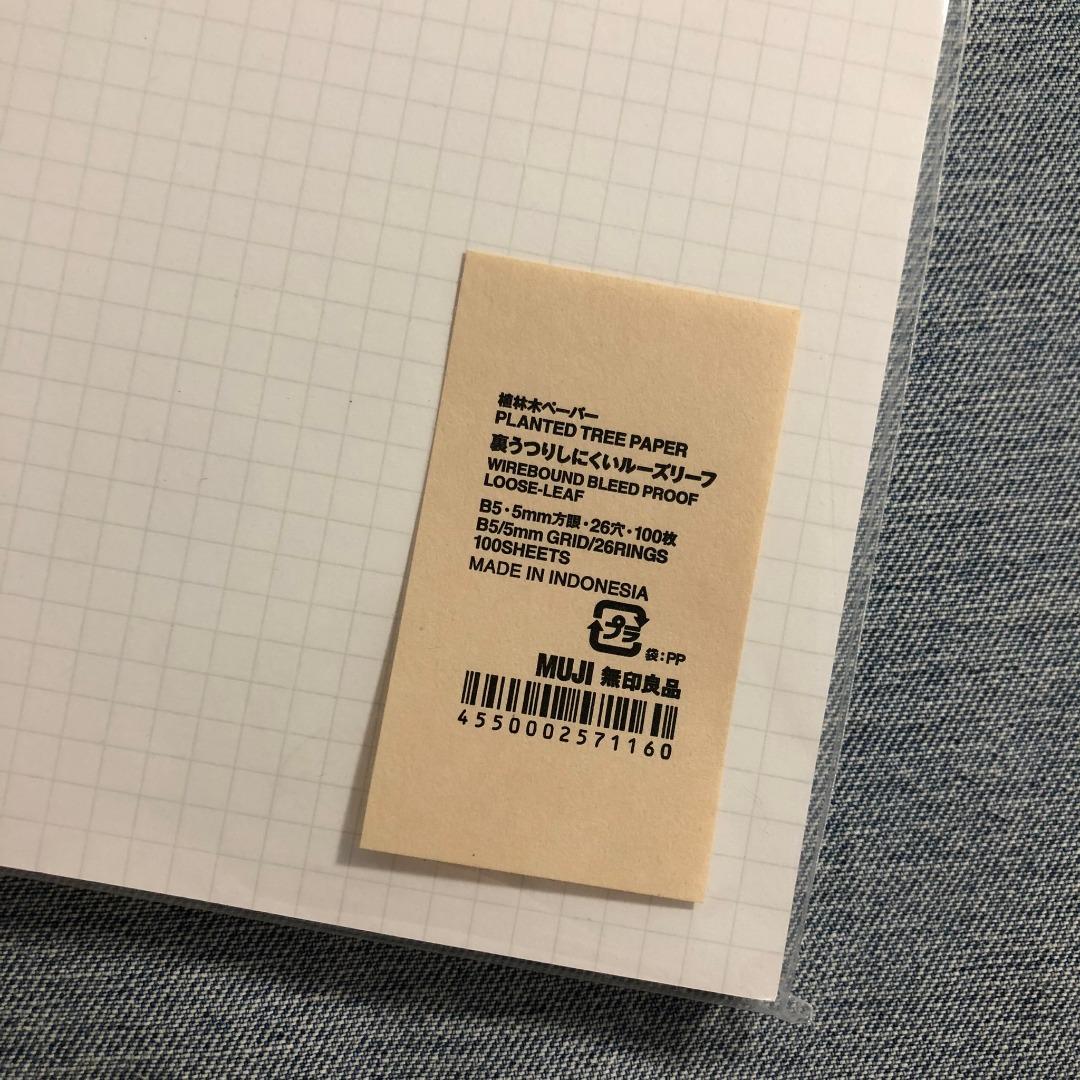 植林木ペーパー
PLANTED TREE PAPER
裏うつりしにくいルーズリーフ
WIREBOUND BLEED PROOF
LOOSE-LEAF
B5・5mm方眼・26穴・100枚
B5/5mm GRID/26RINGS
100SHEETS
MADE IN INDONESIA
プラ
袋:PP
MUJI 無印良品
4550002571160